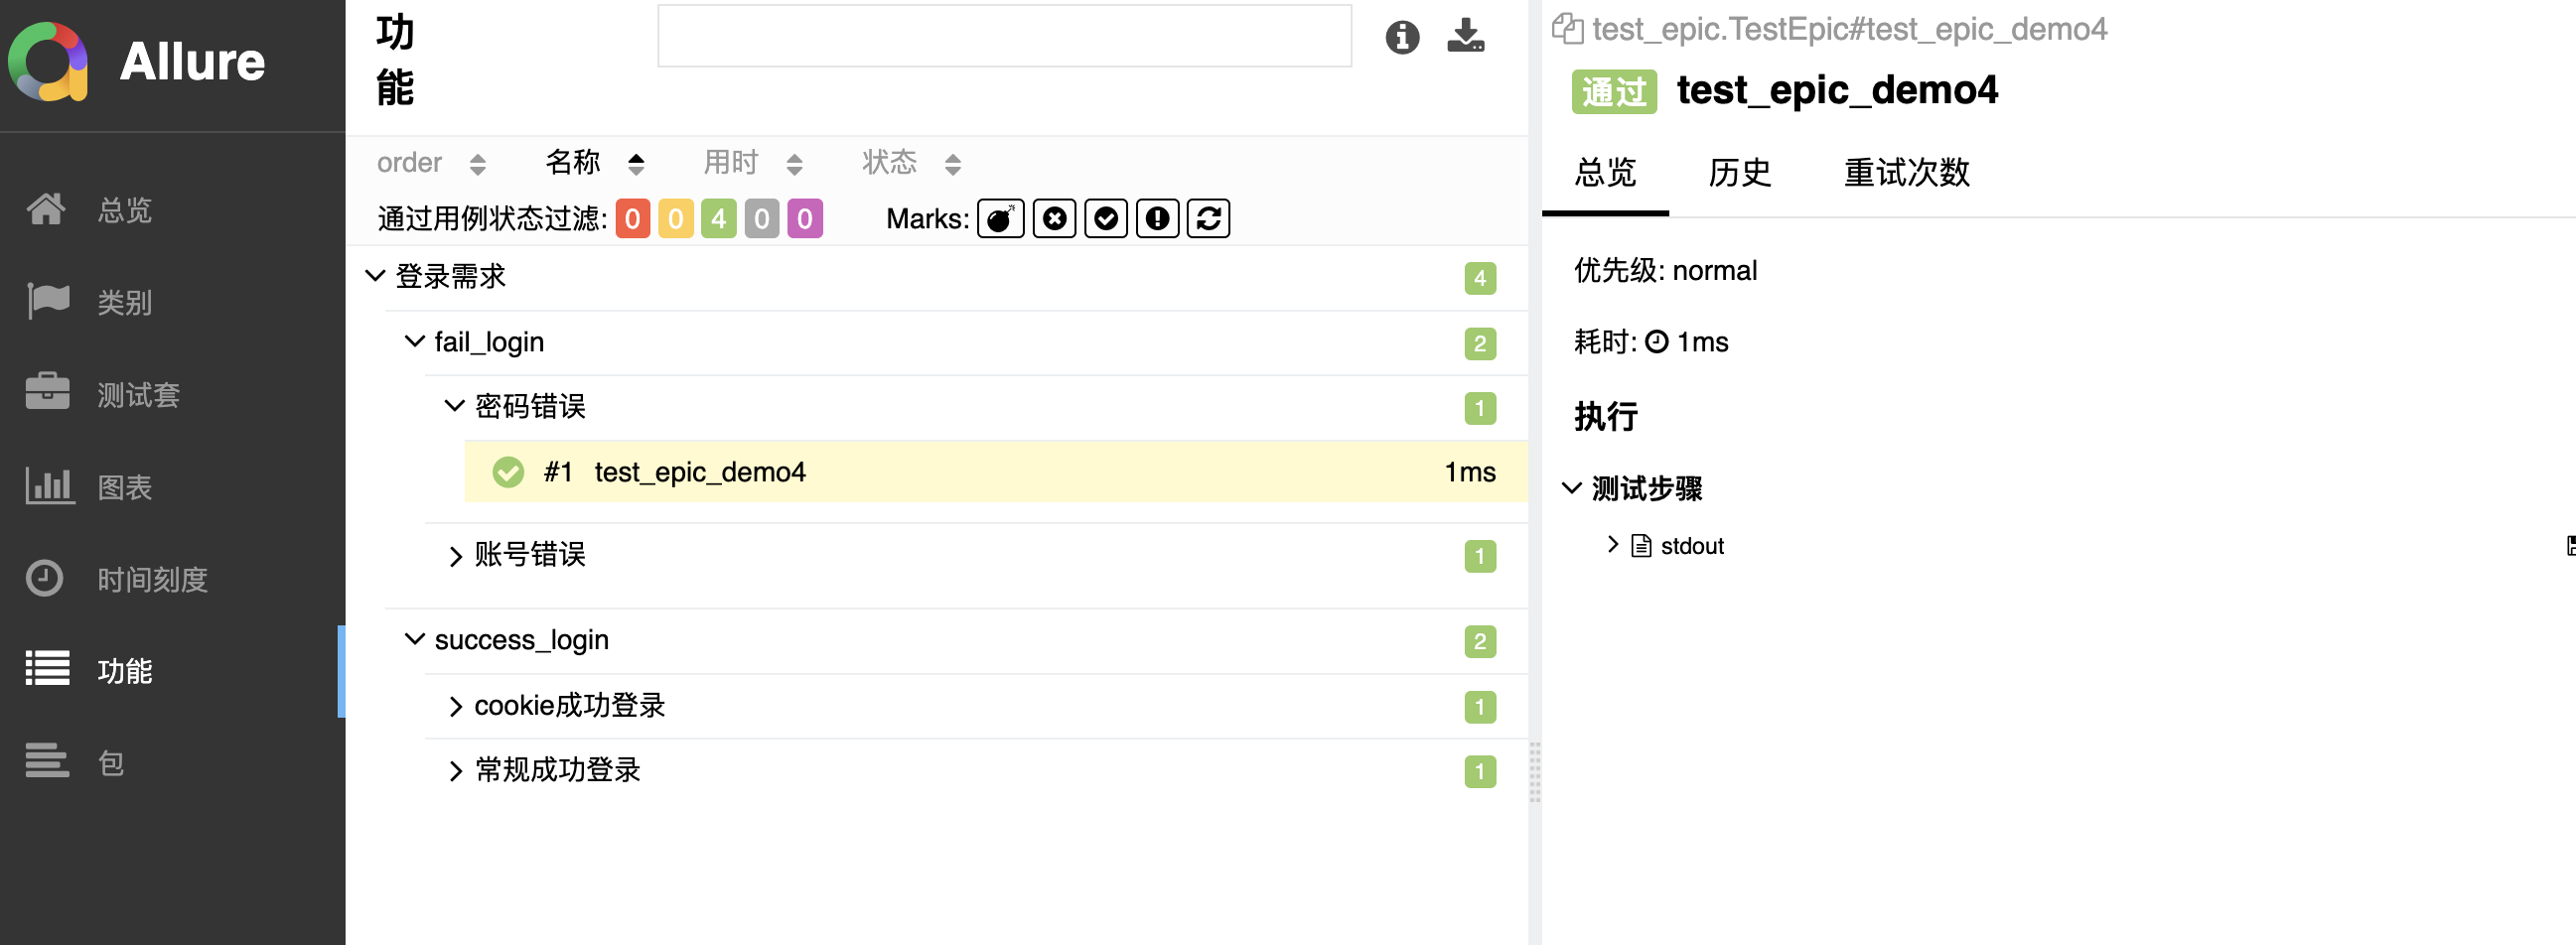 Allure
总览
类别
测试套
图表
时间刻度
功能
包
功
能
order 名称 用时 状态
通过用例状态过滤: 0 0 4 0 0 Marks:
登录需求 4
fail_login 2
密码错误 1
#1 test_epic_demo4 1ms
账号错误 1
success_login 2
cookie成功登录 1
常规成功登录 1
test_epic.TestEpic#test_epic_demo4
通过 test_epic_demo4
总览 历史 重试次数
优先级: normal
耗时: 1ms
执行
测试步骤
stdout